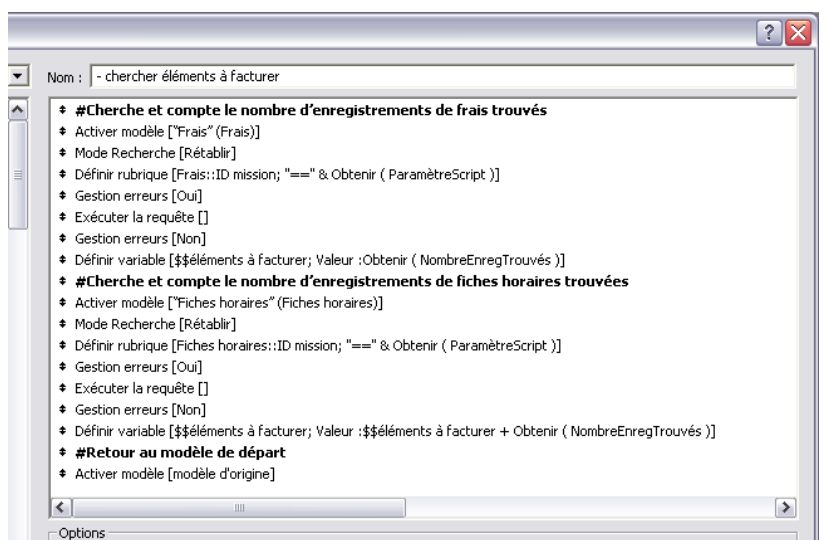 Nom : - chercher éléments à facturer
#Cherche et compte le nombre d'enregistrements de frais trouvés
Activer modèle ["Frais" (Frais)]
Mode Recherche [Rétablir]
Définir rubrique [Frais::ID mission; "==" & Obtenir ( ParamètreScript )]
Gestion erreurs [Oui]
Exécuter la requête []
Gestion erreurs [Non]
Définir variable [$$éléments à facturer; Valeur :Obtenir ( NombreEnregTrouvés )]
#Cherche et compte le nombre d'enregistrements de fiches horaires trouvées
Activer modèle ["Fiches horaires" (Fiches horaires)]
Mode Recherche [Rétablir]
Définir rubrique [Fiches horaires::ID mission; "==" & Obtenir ( ParamètreScript )]
Gestion erreurs [Oui]
Exécuter la requête []
Gestion erreurs [Non]
Définir variable [$$éléments à facturer; Valeur :$$éléments à facturer + Obtenir ( NombreEnregTrouvés )]
#Retour au modèle de départ
Activer modèle [modèle d'origine]
Options